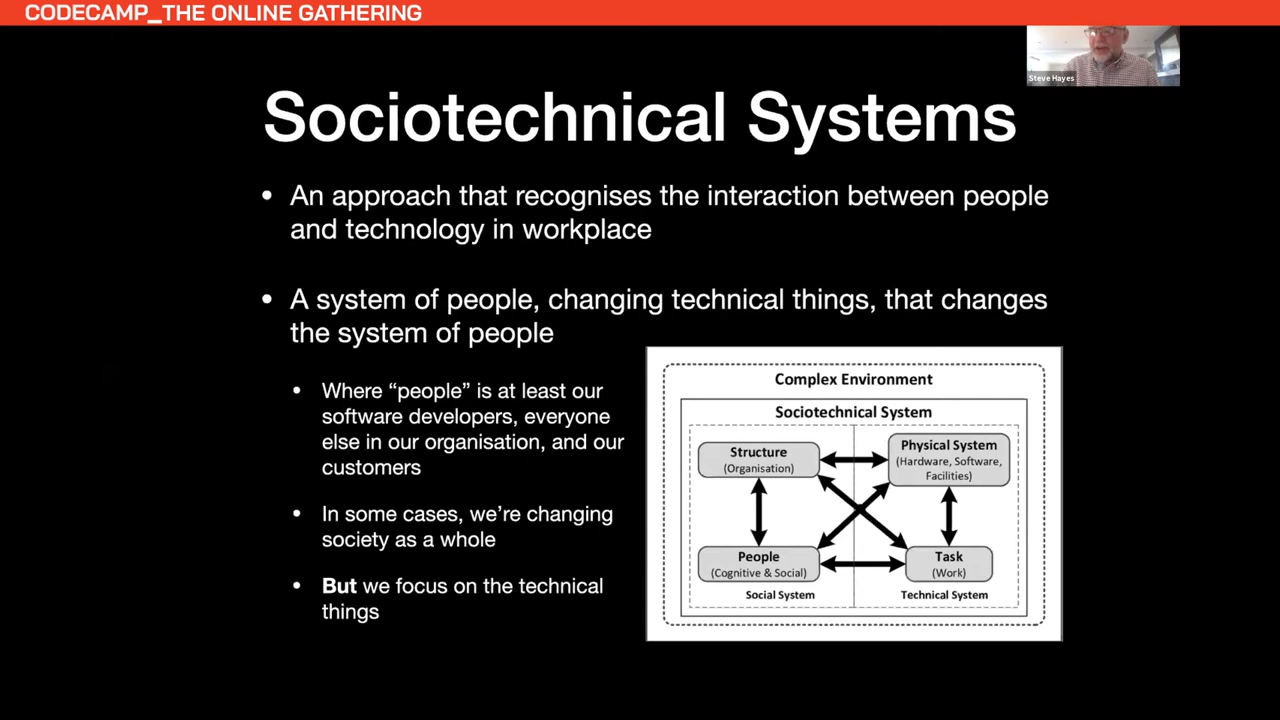 CODECAMP_THE ONLINE GATHERING
Steve Hayes
Sociotechnical Systems
• An approach that recognises the interaction between people
and technology in workplace
• A system of people, changing technical things, that changes
the system of people
• Where “people” is at least our
software developers, everyone
else in our organisation, and our
customers
• In some cases, we’re changing
society as a whole
• But we focus on the technical
things
Complex Environment
Sociotechnical System
Structure
(Organisation)
Physical System
(Hardware, Software,
Facilities)
People
(Cognitive & Social)
Task
(Work)
Social System
Technical System